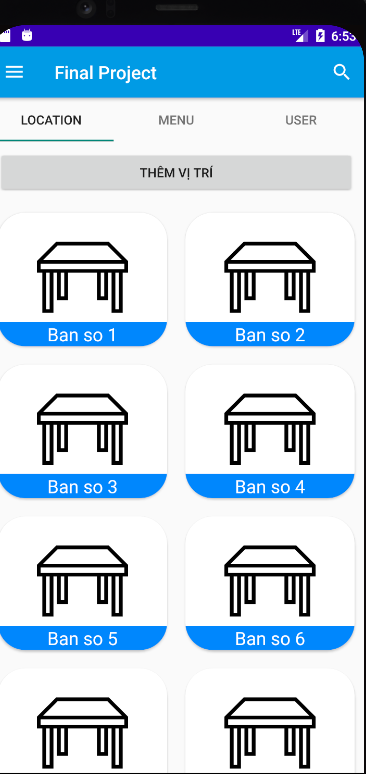 LTE 6:53
Final Project
LOCATION MENU USER
THÊM VỊ TRÍ
Ban so 1 Ban so 2
Ban so 3 Ban so 4
Ban so 5 Ban so 6